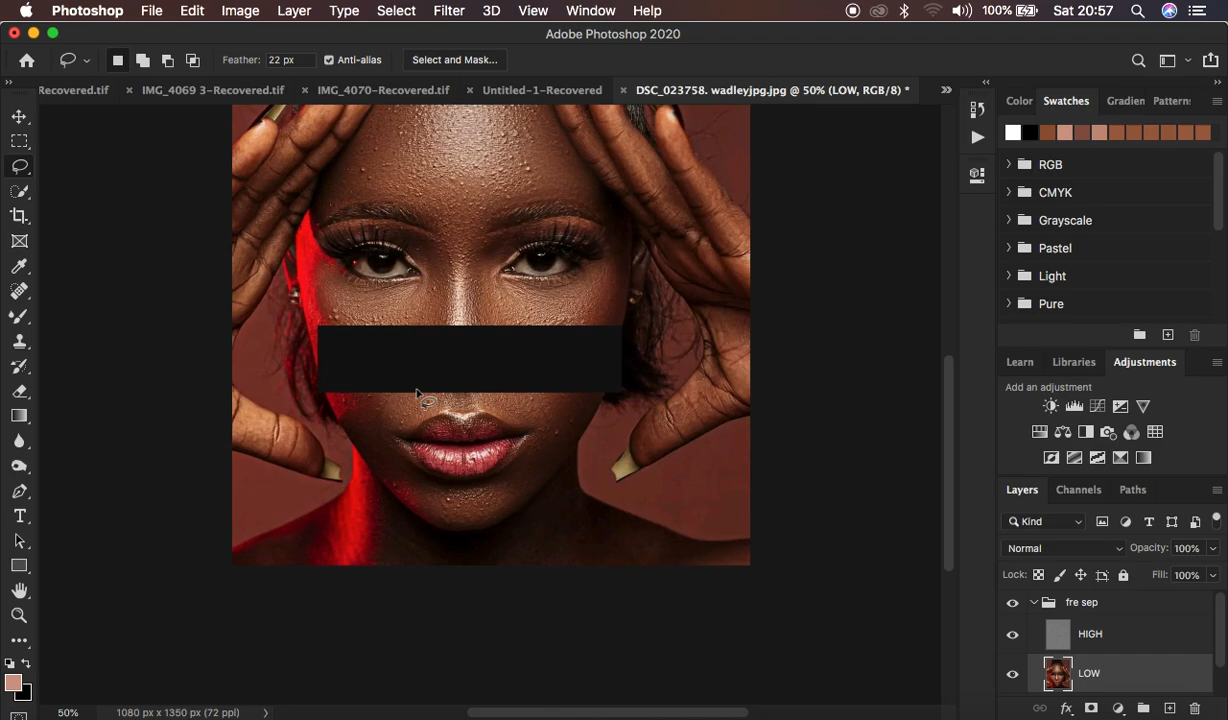 Photoshop File Edit Image Layer Type Select Filter 3D View Window Help 100% Sat 20:57
Adobe Photoshop 2020
Feather: 22 px Anti-alias Select and Mask...
Recovered.tif × IMG_4069 3-Recovered.tif × IMG_4070-Recovered.tif × Untitled-1-Recovered × DSC_023758. wadleyjpg.jpg @ 50% (LOW, RGB/8) *
Color Swatches Gradien Pattern
RGB
CMYK
Grayscale
Pastel
Light
Pure
Learn Libraries Adjustments
Add an adjustment
Layers Channels Paths
Kind
Normal Opacity: 100%
Lock: Fill: 100%
fre sep
HIGH
LOW
50% 1080 px x 1350 px (72 ppi)